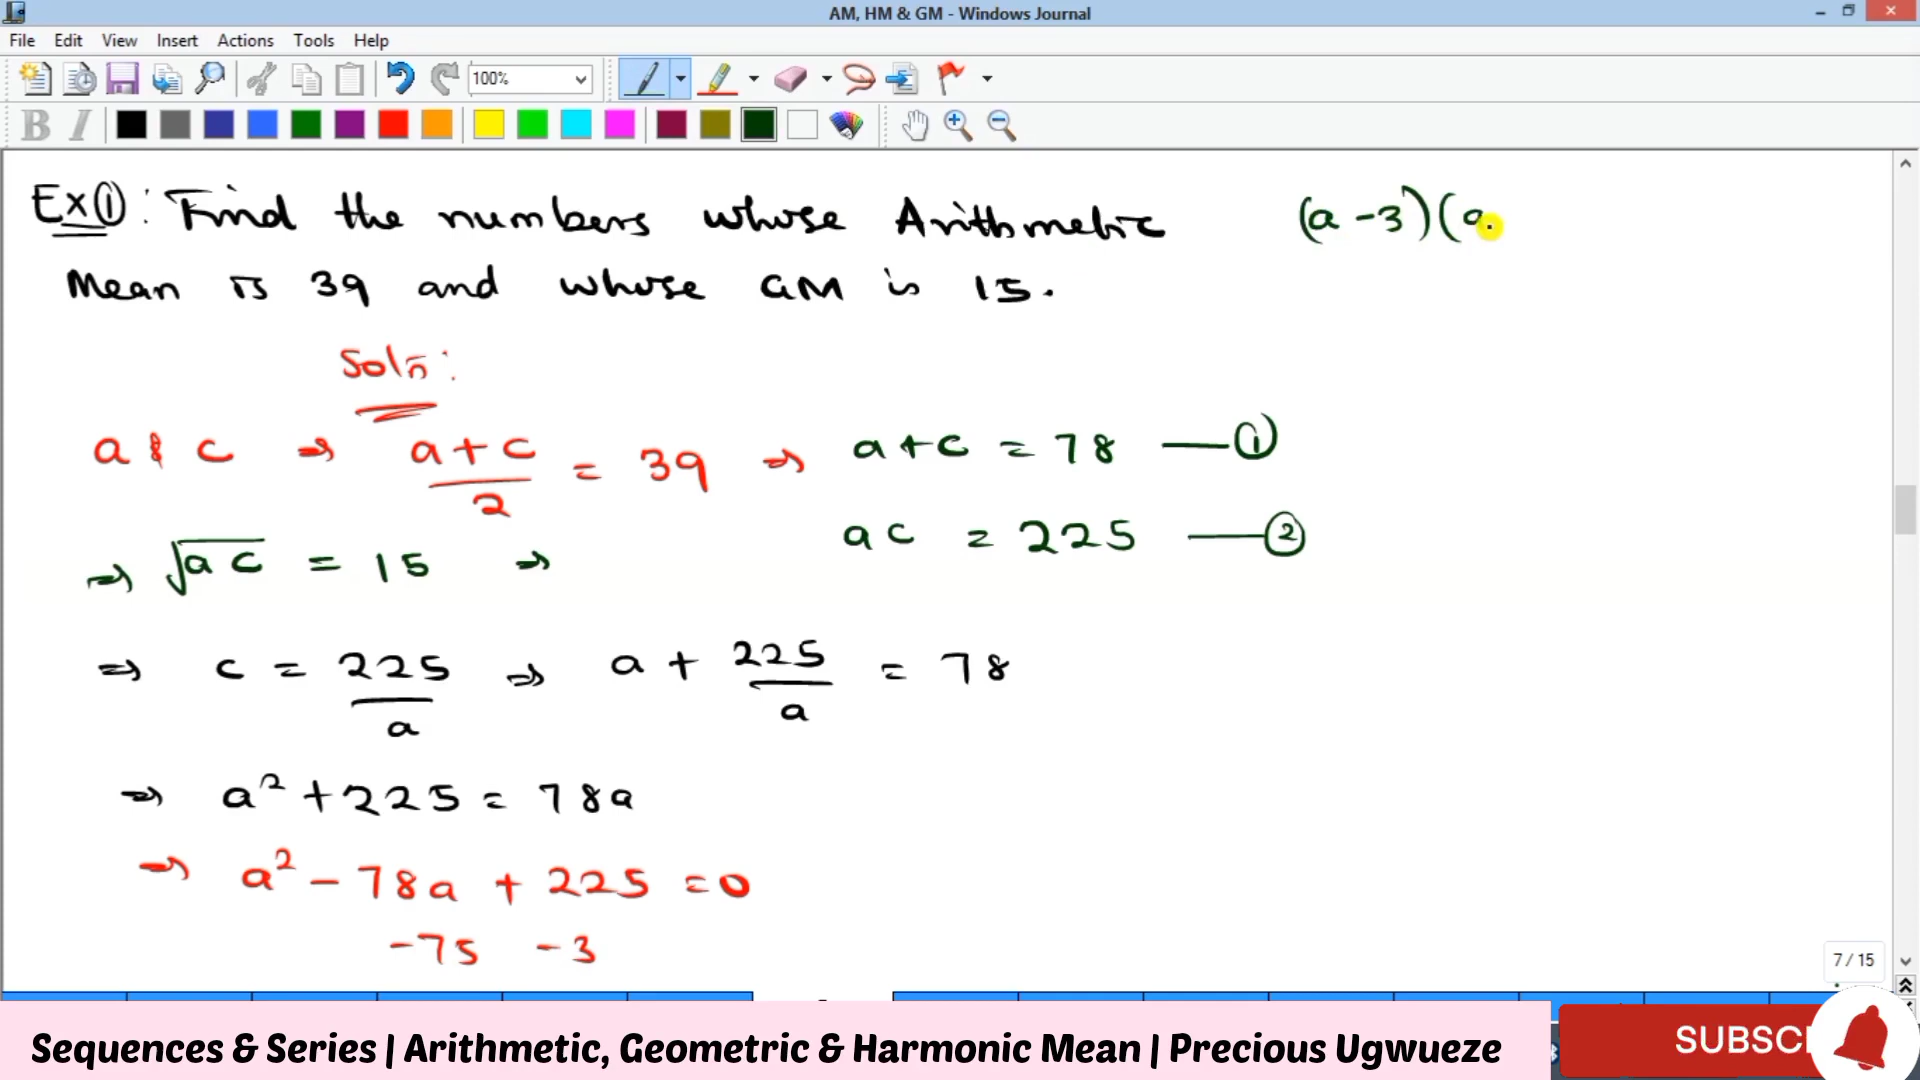 AM, HM & GM - Windows Journal
File Edit View Insert Actions Tools Help
100%
B I
Ex①: Find the numbers whose Arithmetic
Mean is 39 and whose GM is 15.
(a - 3)(a
Soln:
a & c ⇒ a + c / 2 = 39 ⇒ a + c = 78 — ①
⇒ √ac = 15 ⇒ ac = 225 — ②
⇒ c = 225 / a ⇒ a + 225 / a = 78
⇒ a² + 225 = 78a
⇒ a² - 78a + 225 = 0
-75 -3
7 / 15
Sequences & Series | Arithmetic, Geometric & Harmonic Mean | Precious Ugwueze
SUBSC